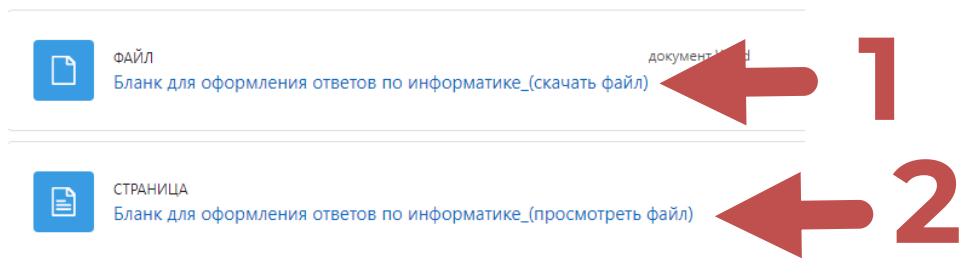 ФАЙЛ
документ
Бланк для оформления ответов по информатике_(скачать файл)
1
СТРАНИЦА
Бланк для оформления ответов по информатике_(просмотреть файл)
2